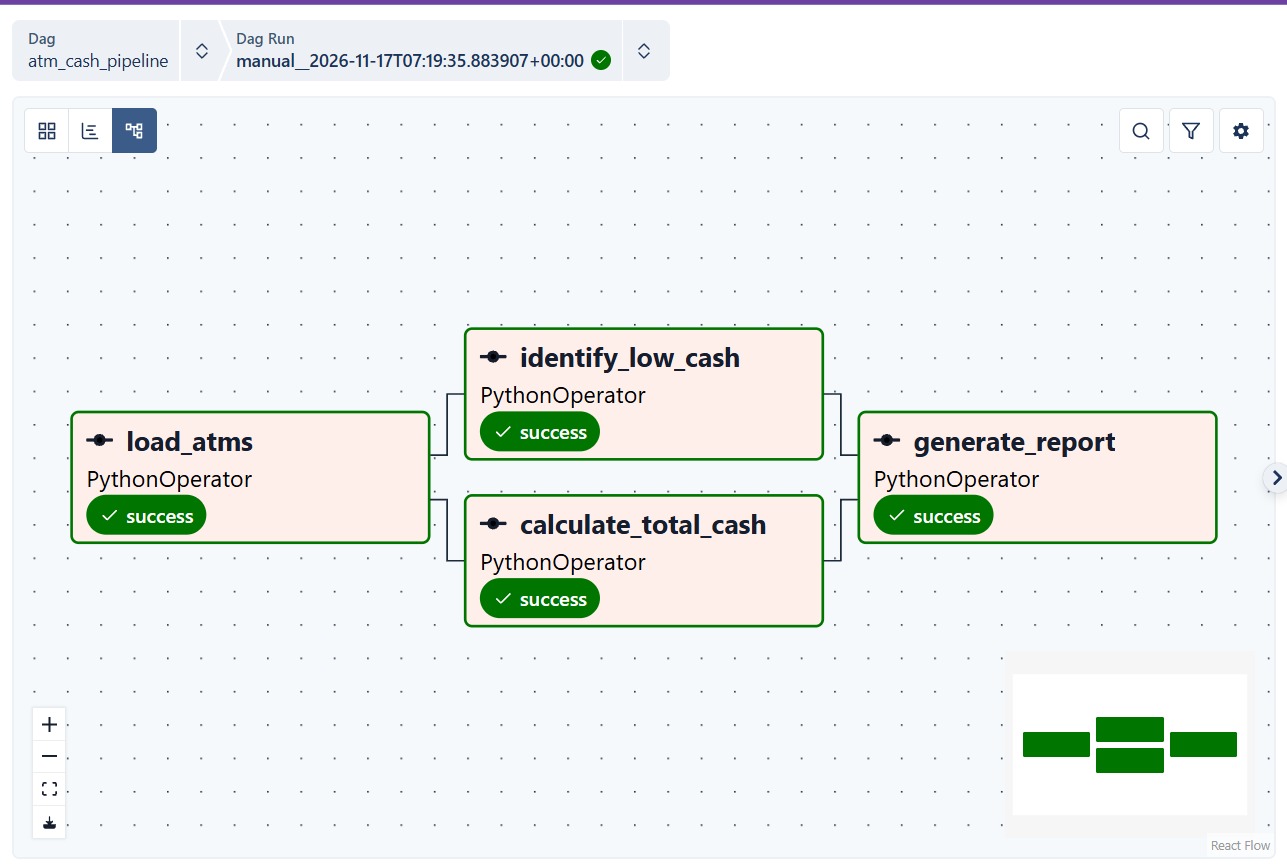 Dag
atm_cash_pipeline
Dag Run
manual__2026-11-17T07:19:35.883907+00:00
identify_low_cash
PythonOperator
success
load_atms
PythonOperator
success
generate_report
PythonOperator
success
calculate_total_cash
PythonOperator
success
React Flow